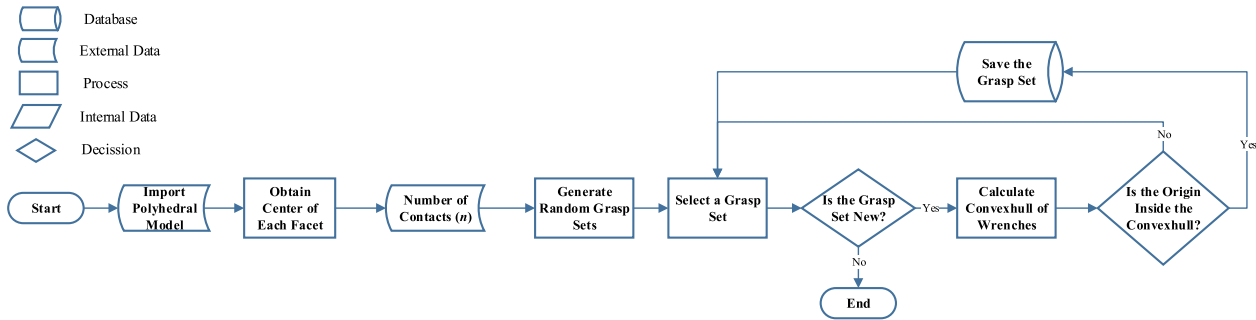 Database
External Data
Process
Internal Data
Decission
Start
Import
Polyhedral
Model
Obtain
Center of
Each Facet
Number of
Contacts (n)
Generate
Random Grasp
Sets
Select a Grasp
Set
Is the Grasp
Set New?
Yes
No
End
Calculate
Convexhull of
Wrenches
Is the Origin
Inside the
Convexhull?
No
Yes
Save the
Grasp Set